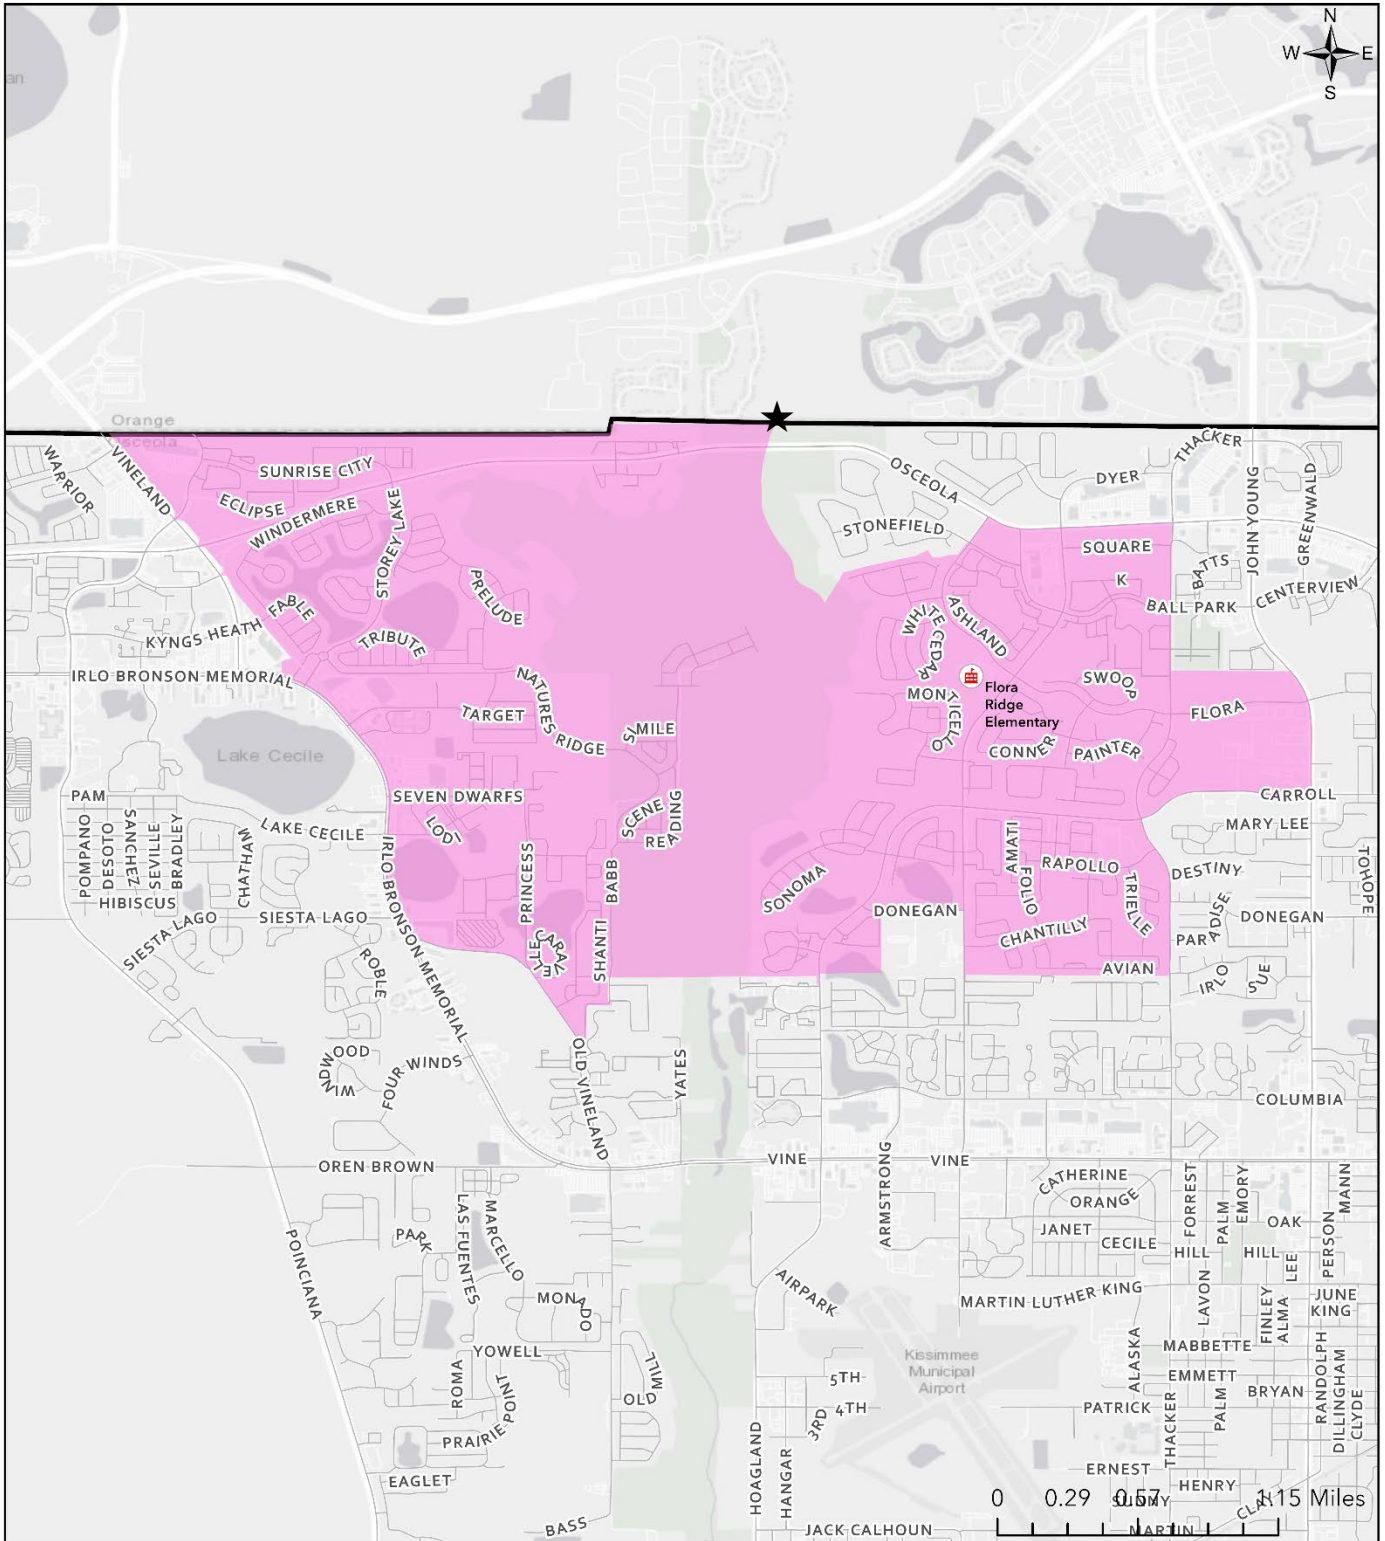 N
W E
S
an
Orange
Osceola
WARRIOR
VINELAND
SUNRISE CITY
ECLIPSE
WINDERMERE
STOREY LAKE
PRELUDE
FABLE
KYNGS HEATH
TRIBUTE
IRLO BRONSON MEMORIAL
NATURES RIDGE
TARGET
SIMILE
OSCEOLA
STONEFIELD
DYER
THACKER
JOHN YOUNG
GREENWALD
SQUARE
K
BATTS
BALL PARK
CENTERVIEW
WHITE CEDAR
ASHLAND
Flora
Ridge
Elementary
MONTICELLO
SWOOP
FLORA
CONNER
PAINTER
Lake Cecile
PAM
SEVEN DWARFS
LODI
SCENE
READING
CARROLL
MARY LEE
POMPANO
DESOTO
SANCHEZ
SEVILLE
BRADLEY
CHATHAM
LAKE CECILE
HIBISCUS
SIESTA LAGO
SIESTA LAGO
IRLO BRONSON MEMORIAL
PRINCESS
BABB
SHANTI
CARAVELLE
SONOMA
DONEGAN
AMATI
FOLIO
RAPOLLO
TRIELLE
CHANTILLY
AVIAN
DESTINY
PARADISE
DONEGAN
TOHOPE
IRLO
SUE
ROBLE
WINDWOOD
FOUR WINDS
OLD VINELAND
YATES
COLUMBIA
OREN BROWN
VINE
VINE
ARMSTRONG
CATHERINE
ORANGE
JANET
CECILE
FORREST
PALM
EMORY
OAK
PERSON
MANN
HILL
HILL
LEE
POINCIANA
PARK
LAS FUENTES
MARCELLO
MONADO
AIRPARK
MARTIN LUTHER KING
LAVON
FINLEY
ALMA
JUNE
KING
YOWELL
ROMA
PRAIRIE POINT
EAGLET
OLD MILL
Kissimmee
Municipal
Airport
5TH
4TH
3RD
ALASKA
MABBETTE
EMMETT
PALM
BRYAN
RANDOLPH
DILLINGHAM
CLYDE
PATRICK
THACKER
HOAGLAND
HANGAR
ERNEST
HENRY
SUNNY
CLAY
BASS
JACK CALHOUN
MARTIN
0 0.29 0.57 1.15 Miles